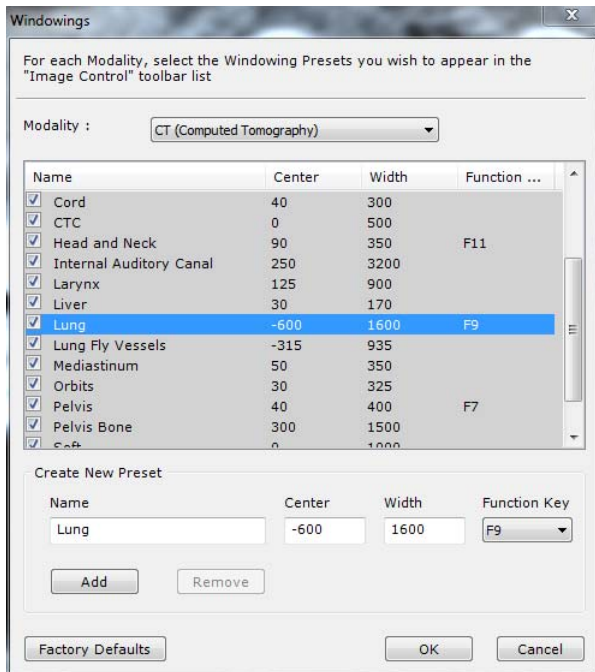 Windowings
For each Modality, select the Windowing Presets you wish to appear in the
"Image Control" toolbar list
Modality : CT (Computed Tomography)
Name Center Width Function ...
Cord 40 300
CTC 0 500
Head and Neck 90 350 F11
Internal Auditory Canal 250 3200
Larynx 125 900
Liver 30 170
Lung -600 1600 F9
Lung Fly Vessels -315 935
Mediastinum 50 350
Orbits 30 325
Pelvis 40 400 F7
Pelvis Bone 300 1500
Soft 0 1000
Create New Preset
Name Center Width Function Key
Lung -600 1600 F9
Add Remove
Factory Defaults OK Cancel